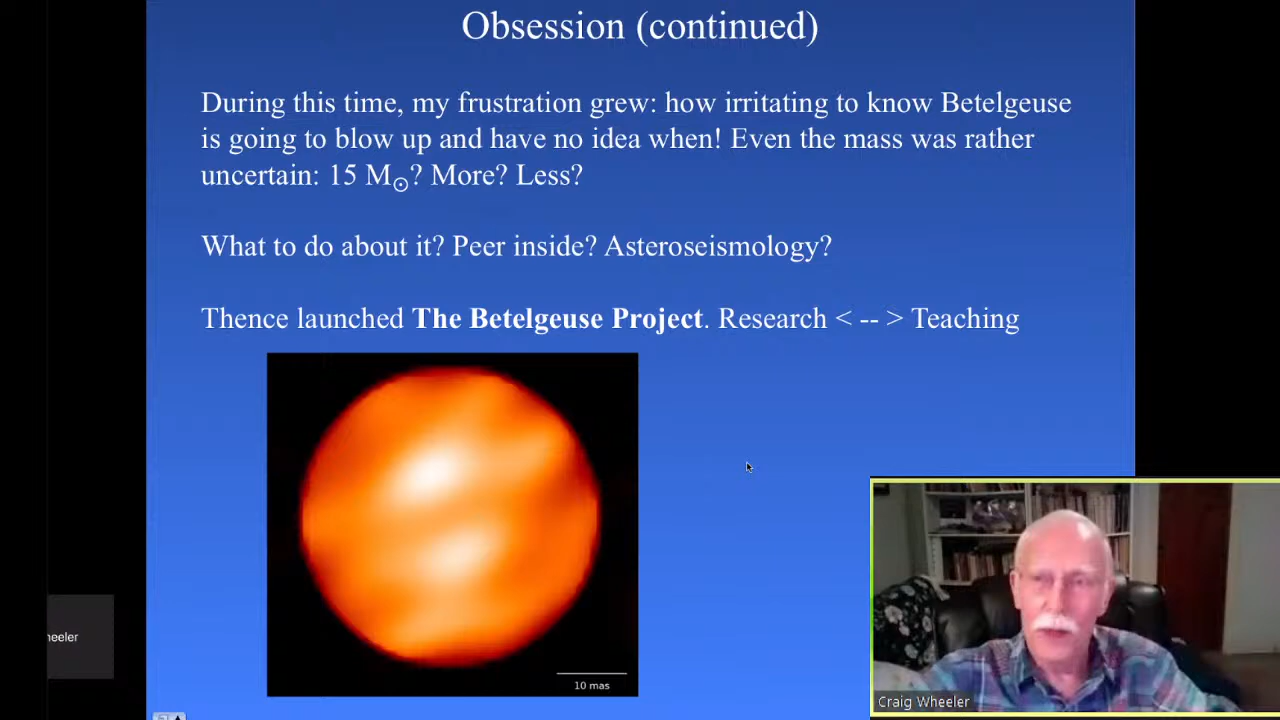 Obsession (continued)
During this time, my frustration grew: how irritating to know Betelgeuse
is going to blow up and have no idea when! Even the mass was rather
uncertain: 15 M☉? More? Less?
What to do about it? Peer inside? Asteroseismology?
Thence launched The Betelgeuse Project. Research < -- > Teaching
10 mas
heeler
Craig Wheeler